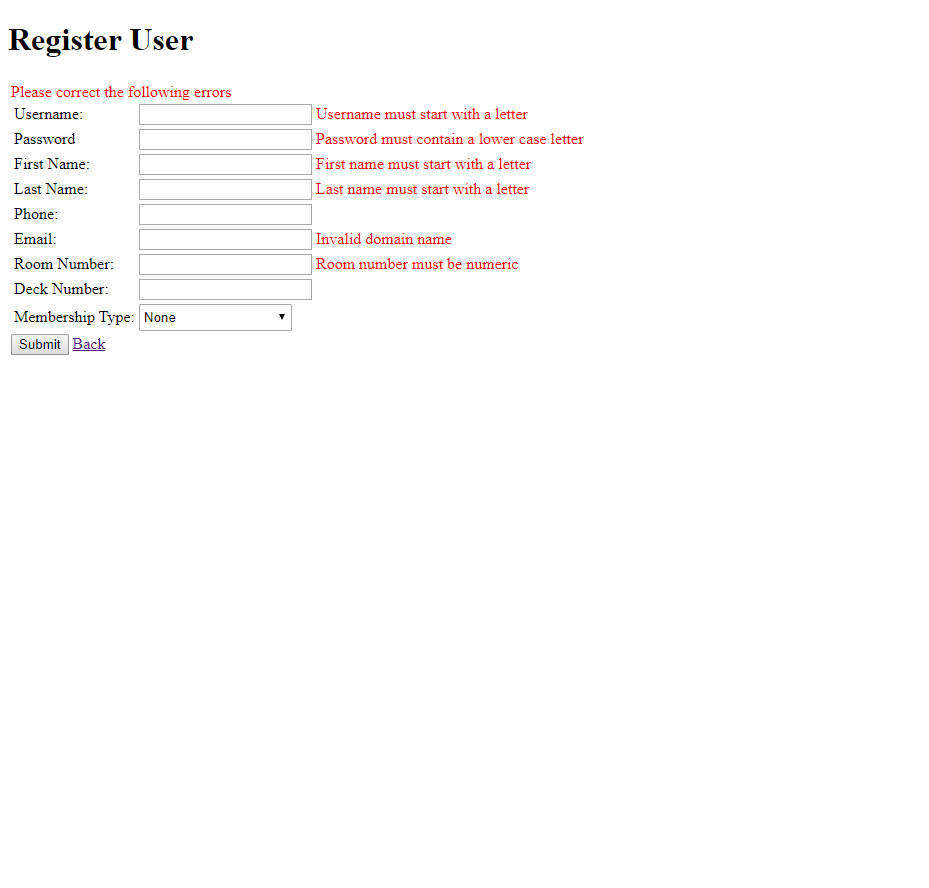 Register User
Please correct the following errors
Username: Username must start with a letter
Password Password must contain a lower case letter
First Name: First name must start with a letter
Last Name: Last name must start with a letter
Phone:
Email: Invalid domain name
Room Number: Room number must be numeric
Deck Number:
Membership Type: None
Submit Back